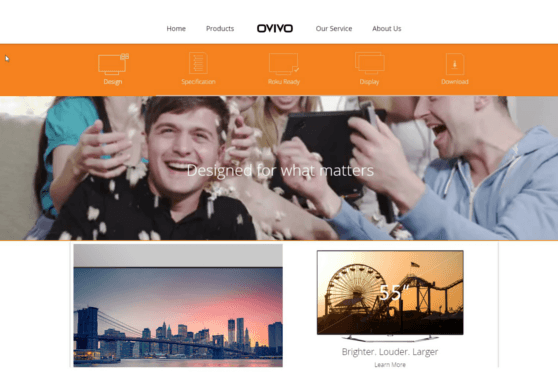 Home Products OVIVO Our Service About Us
Design Specification Roku Ready Display Download
Designed for what matters
55"
Brighter. Louder. Larger
Learn More